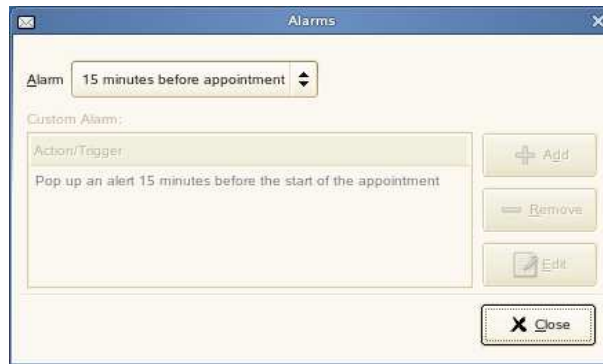 Alarms
Alarm 15 minutes before appointment
Custom Alarm:
Action/Trigger
Pop up an alert 15 minutes before the start of the appointment
Add
Remove
Edit
Close